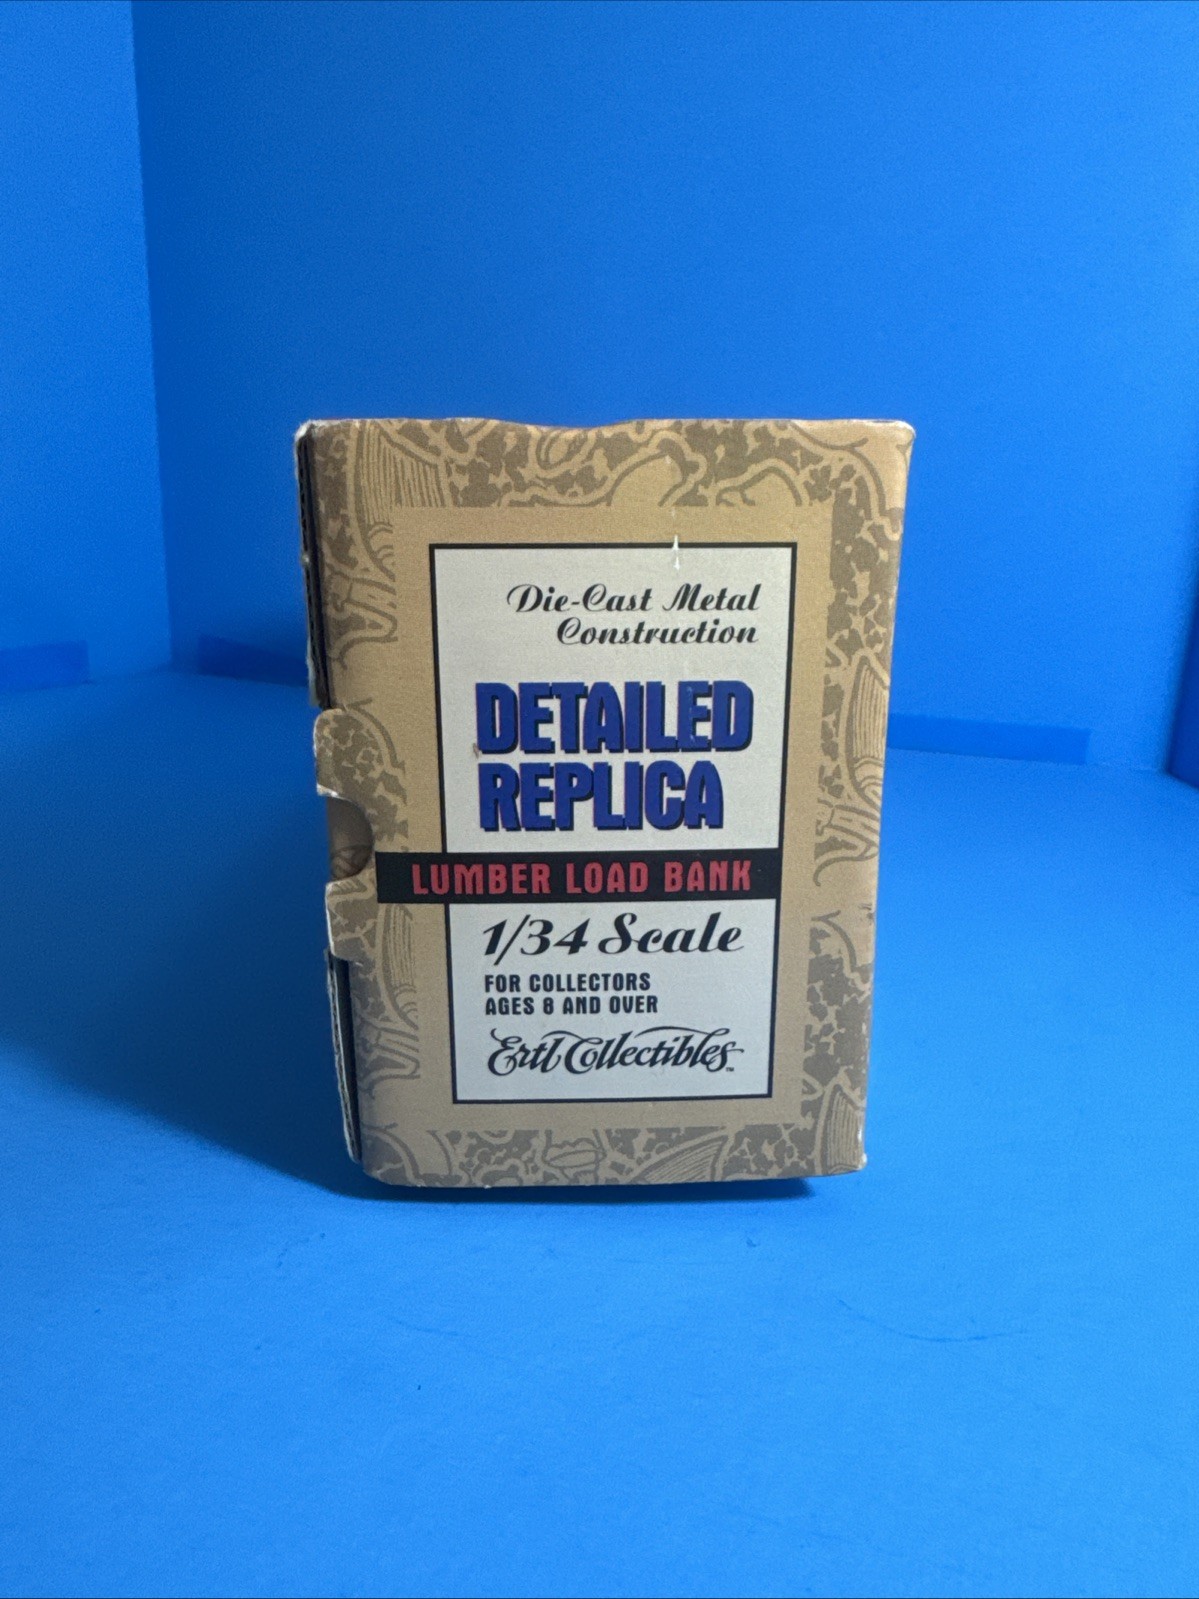 Die-Cast Metal
Construction
DETAILED
REPLICA
LUMBER LOAD BANK
1/34 Scale
FOR COLLECTORS
AGES 8 AND OVER
Ertl Collectibles™